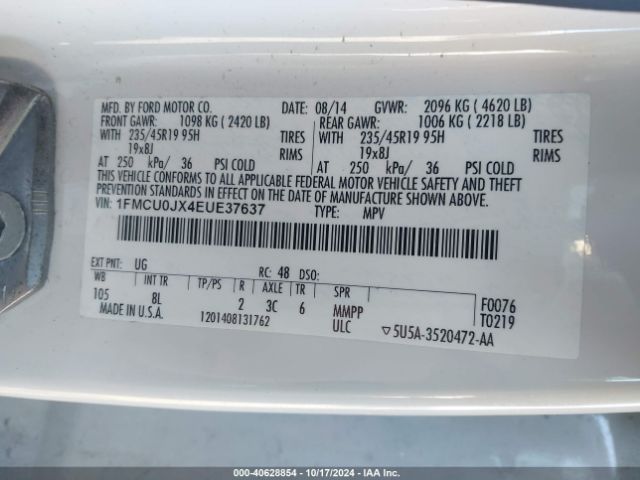 MFD. BY FORD MOTOR CO. DATE: 08/14 GVWR: 2096 KG ( 4620 LB)
FRONT GAWR: 1098 KG ( 2420 LB) REAR GAWR: 1006 KG ( 2218 LB)
WITH 235/45R19 95H TIRES WITH 235/45R19 95H TIRES
19x8J RIMS 19x8J RIMS
AT 250 kPa/ 36 PSI COLD AT 250 kPa/ 36 PSI COLD
THIS VEHICLE CONFORMS TO ALL APPLICABLE FEDERAL MOTOR VEHICLE SAFETY AND THEFT
PREVENTION STANDARDS IN EFFECT ON THE DATE OF MANUFACTURE SHOWN ABOVE.
VIN: 1FMCU0JX4EUE37637 TYPE: MPV
EXT PNT: UG RC: 48 DSO:
WB INT TR TP/PS R AXLE TR SPR
105 8L 2 3C 6 MMPP F0076
MADE IN U.S.A. 1201408131762 ULC ▽5U5A-3520472-AA T0219
00-40628854 - 10/17/2024 - IAA Inc.